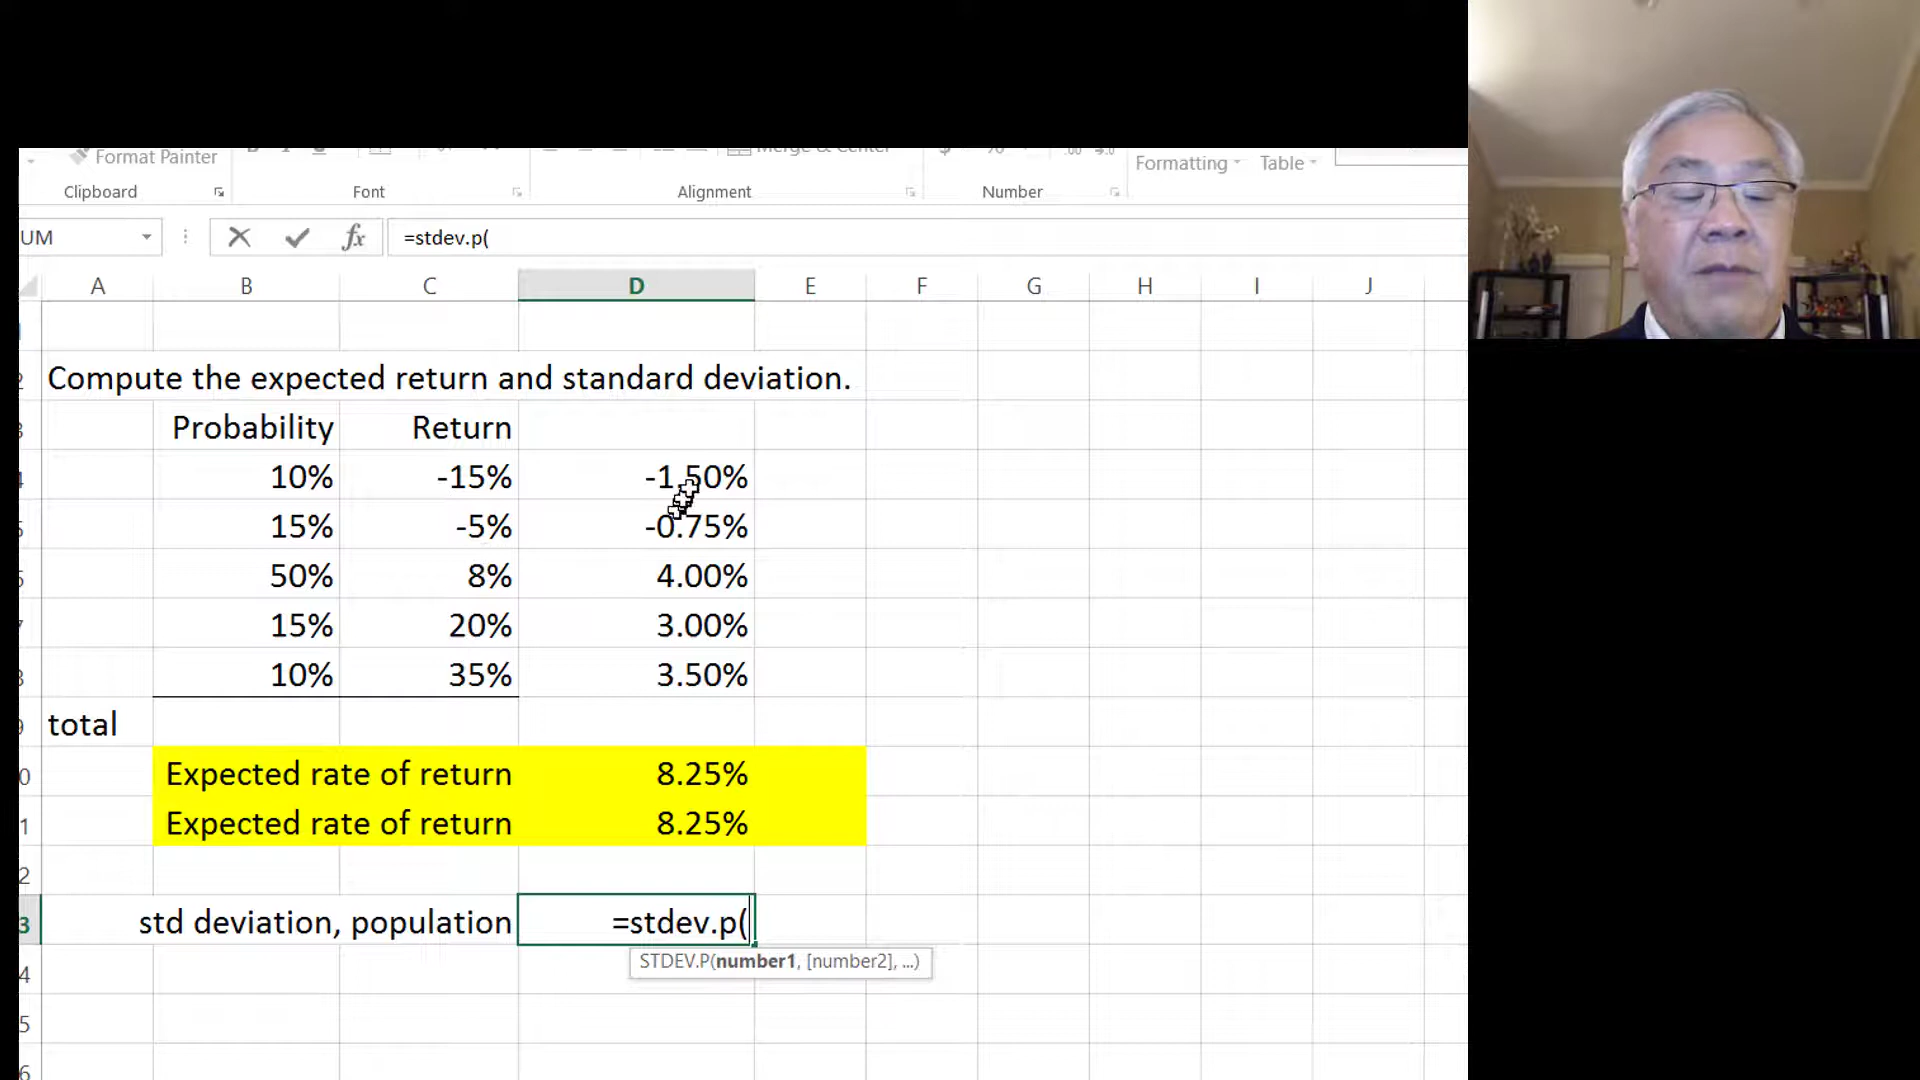 Format Painter
Merge & Center
Formatting Table
Clipboard Font Alignment Number
UM =stdev.p(
A B C D E F G H I J
Compute the expected return and standard deviation.
Probability Return
10% -15% -1.50%
15% -5% -0.75%
50% 8% 4.00%
15% 20% 3.00%
10% 35% 3.50%
total
Expected rate of return 8.25%
Expected rate of return 8.25%
std deviation, population =stdev.p(
STDEV.P(number1, [number2], ...)